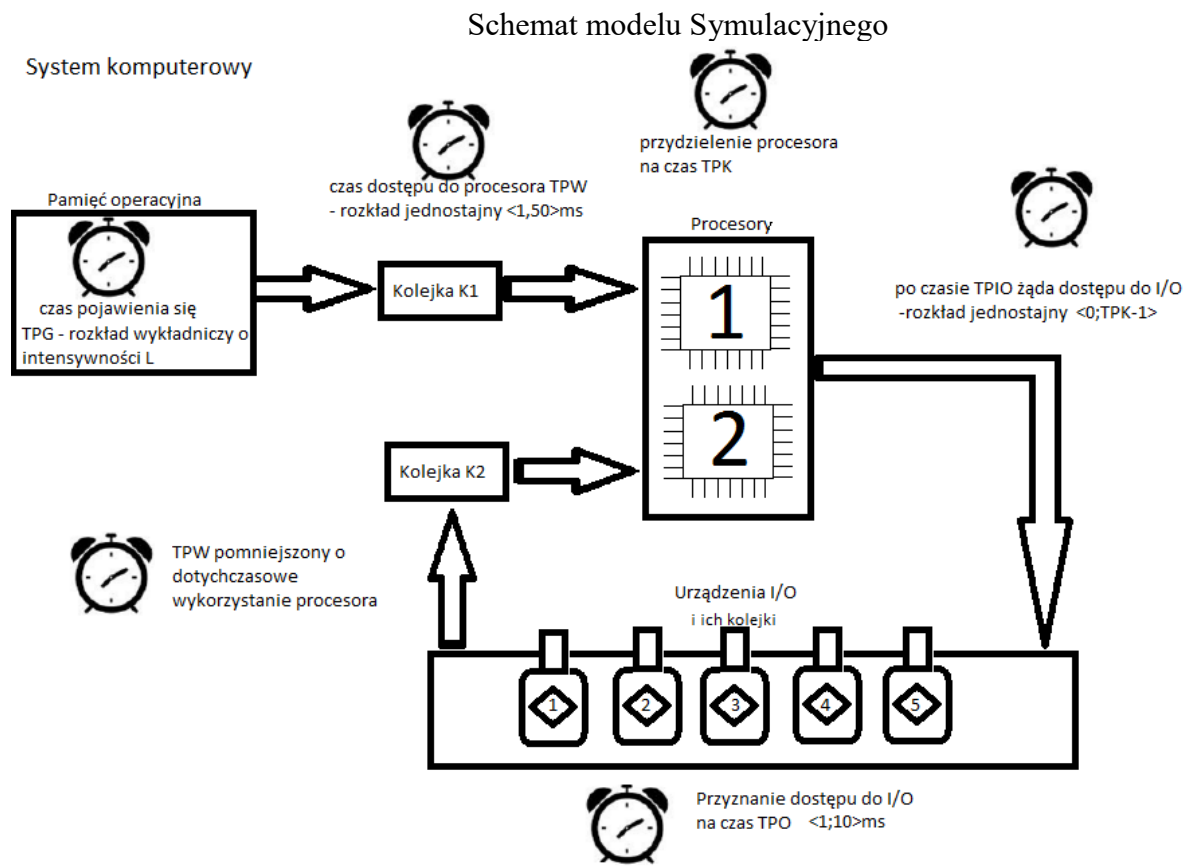 Schemat modelu Symulacyjnego
System komputerowy
przydzielenie procesora
na czas TPK
czas dostępu do procesora TPW
- rozkład jednostajny <1,50>ms
Pamięć operacyjna
czas pojawienia się
TPG - rozkład wykładniczy o
intensywności L
Kolejka K1
Procesory
1
2
po czasie TPIO żąda dostępu do I/O
-rozkład jednostajny <0;TPK-1>
Kolejka K2
TPW pomniejszony o
dotychczasowe
wykorzystanie procesora
Urządzenia I/O
i ich kolejki
1
2
3
4
5
Przyznanie dostępu do I/O
na czas TPO <1;10>ms